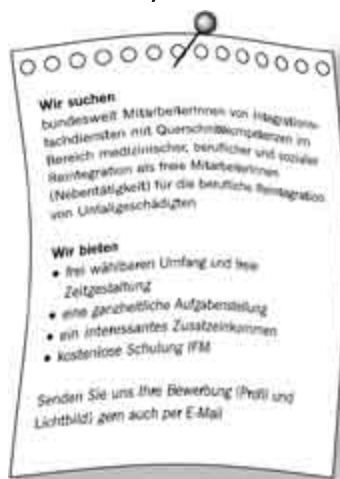 Wir suchen
bundesweit MitarbeiterInnen von Integrations-
fachdiensten mit Querschnittkompetenzen im
Bereich medizinischer, beruflicher und sozialer
Reintegration als freie MitarbeiterInnen
(Nebentätigkeit) für die berufliche Reintegration
von Unfallgeschädigten
Wir bieten
• frei wählbaren Umfang und freie
Zeitgestaltung
• eine ganzheitliche Aufgabenstellung
• ein interessantes Zusatzeinkommen
• kostenlose Schulung IFM
Senden Sie uns Ihre Bewerbung (Profil und
Lichtbild) gern auch per E-Mail